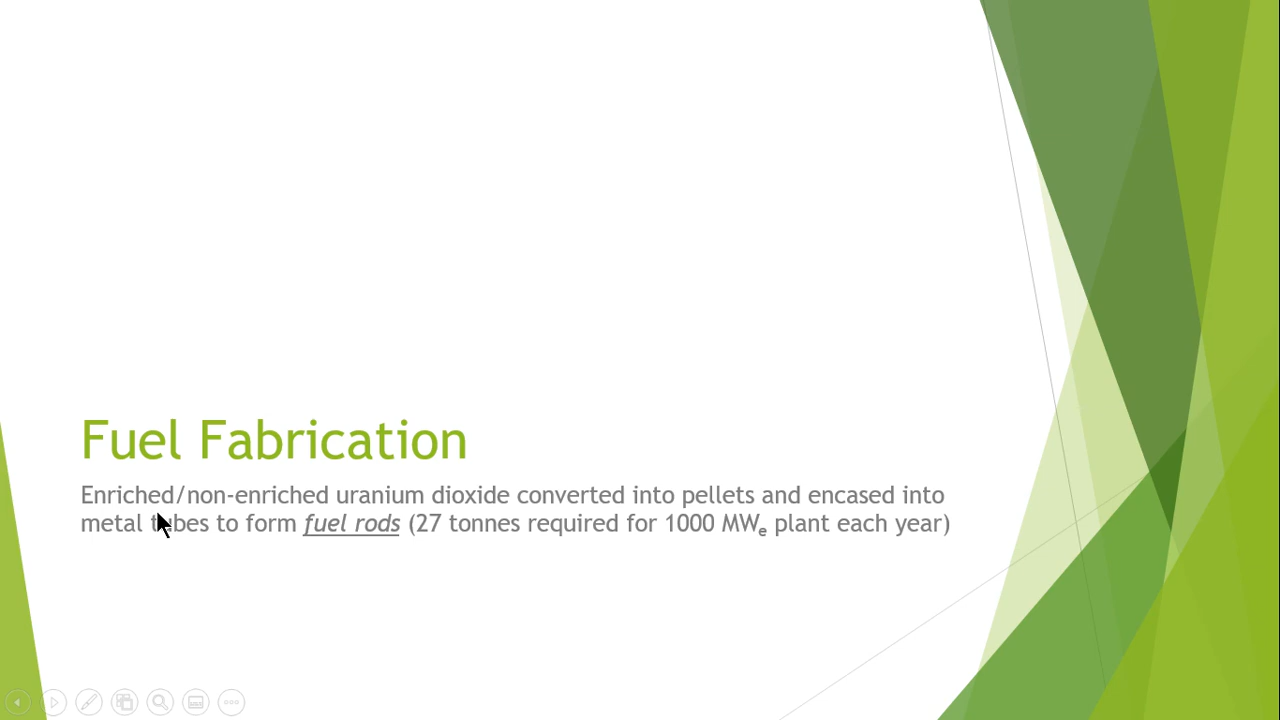 Fuel Fabrication
Enriched/non-enriched uranium dioxide converted into pellets and encased into
metal tubes to form fuel rods (27 tonnes required for 1000 MWe plant each year)